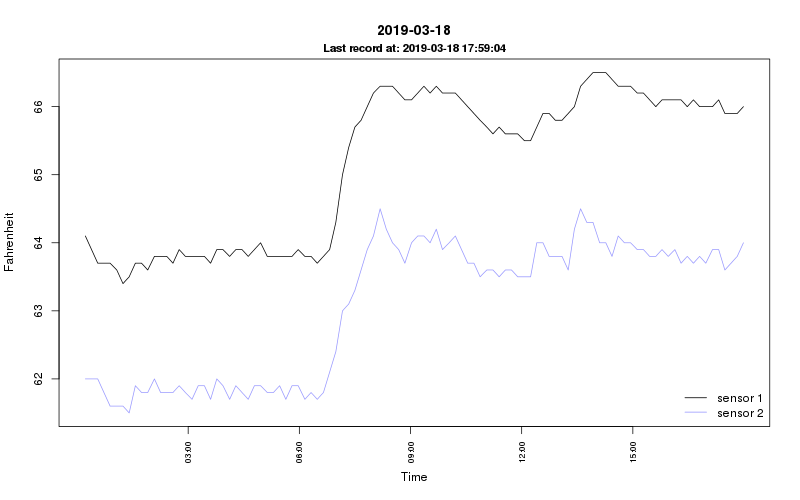 2019-03-18
Last record at: 2019-03-18 17:59:04
Fahrenheit
66
65
64
63
62
03:00
06:00
09:00
12:00
15:00
Time
sensor 1
sensor 2